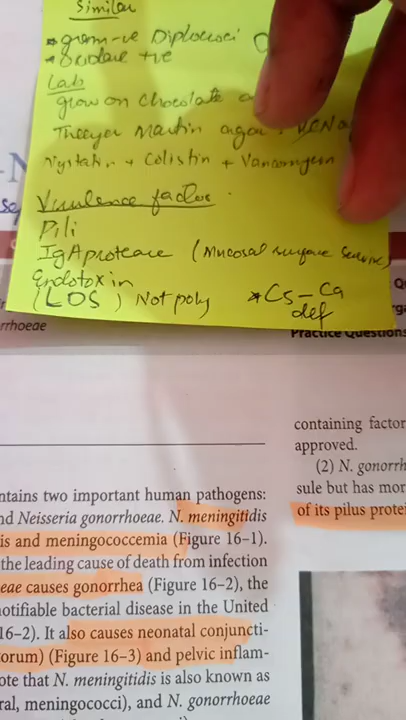 Similar
*gram-ve Diplococci
*Oxidase +ve
Lab
grow on Chocolate
Thayer Martin agar: VCN
Nystatin + Colistin + Vancomycin
Virulence factor
Pili
IgA protease (Mucosal surface
Endotoxin
(LOS) Not poly *C5-C9
def
rrhoeae
Practice Questions
ntains two important human pathogens:
nd Neisseria gonorrhoeae. N. meningitidis
is and meningococcemia (Figure 16–1).
the leading cause of death from infection
eae causes gonorrhea (Figure 16–2), the
notifiable bacterial disease in the United
16–2). It also causes neonatal conjuncti-
orum) (Figure 16–3) and pelvic inflam-
ote that N. meningitidis is also known as
ral, meningococci), and N. gonorrhoeae
containing factor
approved.
(2) N. gonorrh
sule but has mor
of its pilus protei